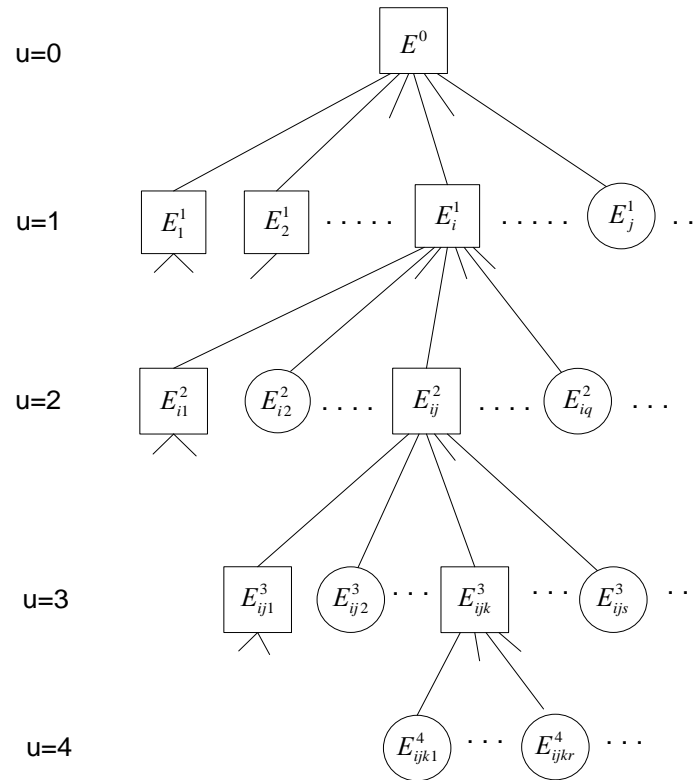 u=0 E^0
u=1 E_1^1 E_2^1 ..... E_i^1 ..... E_j^1 ..
u=2 E_{i1}^2 E_{i2}^2 .... E_{ij}^2 .... E_{iq}^2 ...
u=3 E_{ij1}^3 E_{ij2}^3 ... E_{ijk}^3 ... E_{ijs}^3 ..
u=4 E_{ijk1}^4 ... E_{ijkr}^4 ...